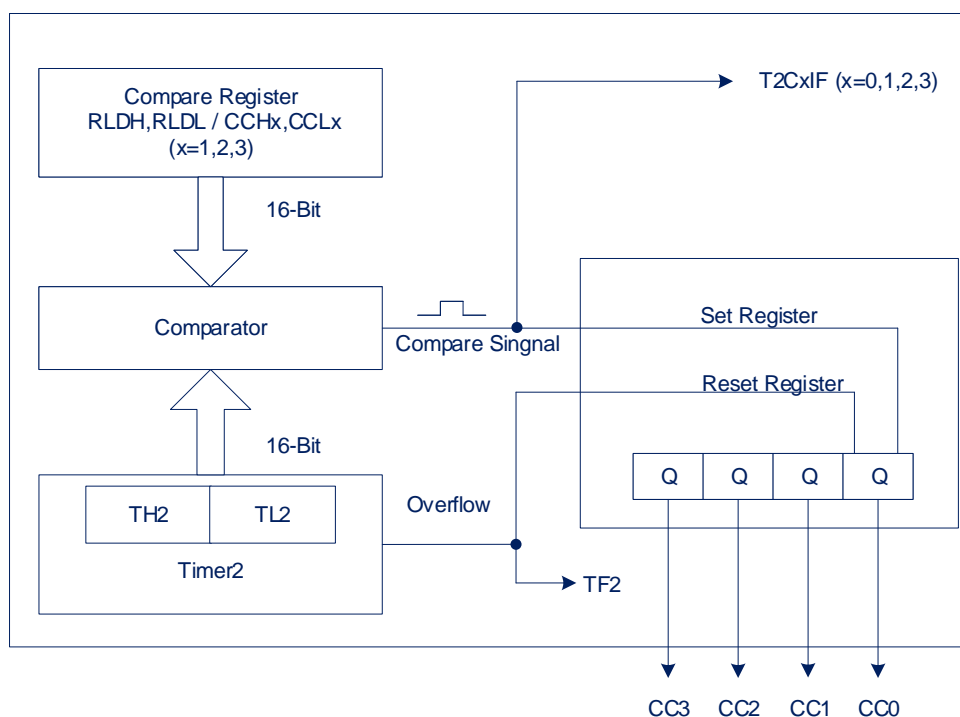 T2CxIF (x=0,1,2,3)
Compare Register
RLDH,RLDL / CCHx,CCLx
(x=1,2,3)
16-Bit
Comparator
Compare Singnal
Set Register
Reset Register
16-Bit
Q Q Q Q
TH2 TL2
Overflow
Timer2
TF2
CC3 CC2 CC1 CC0